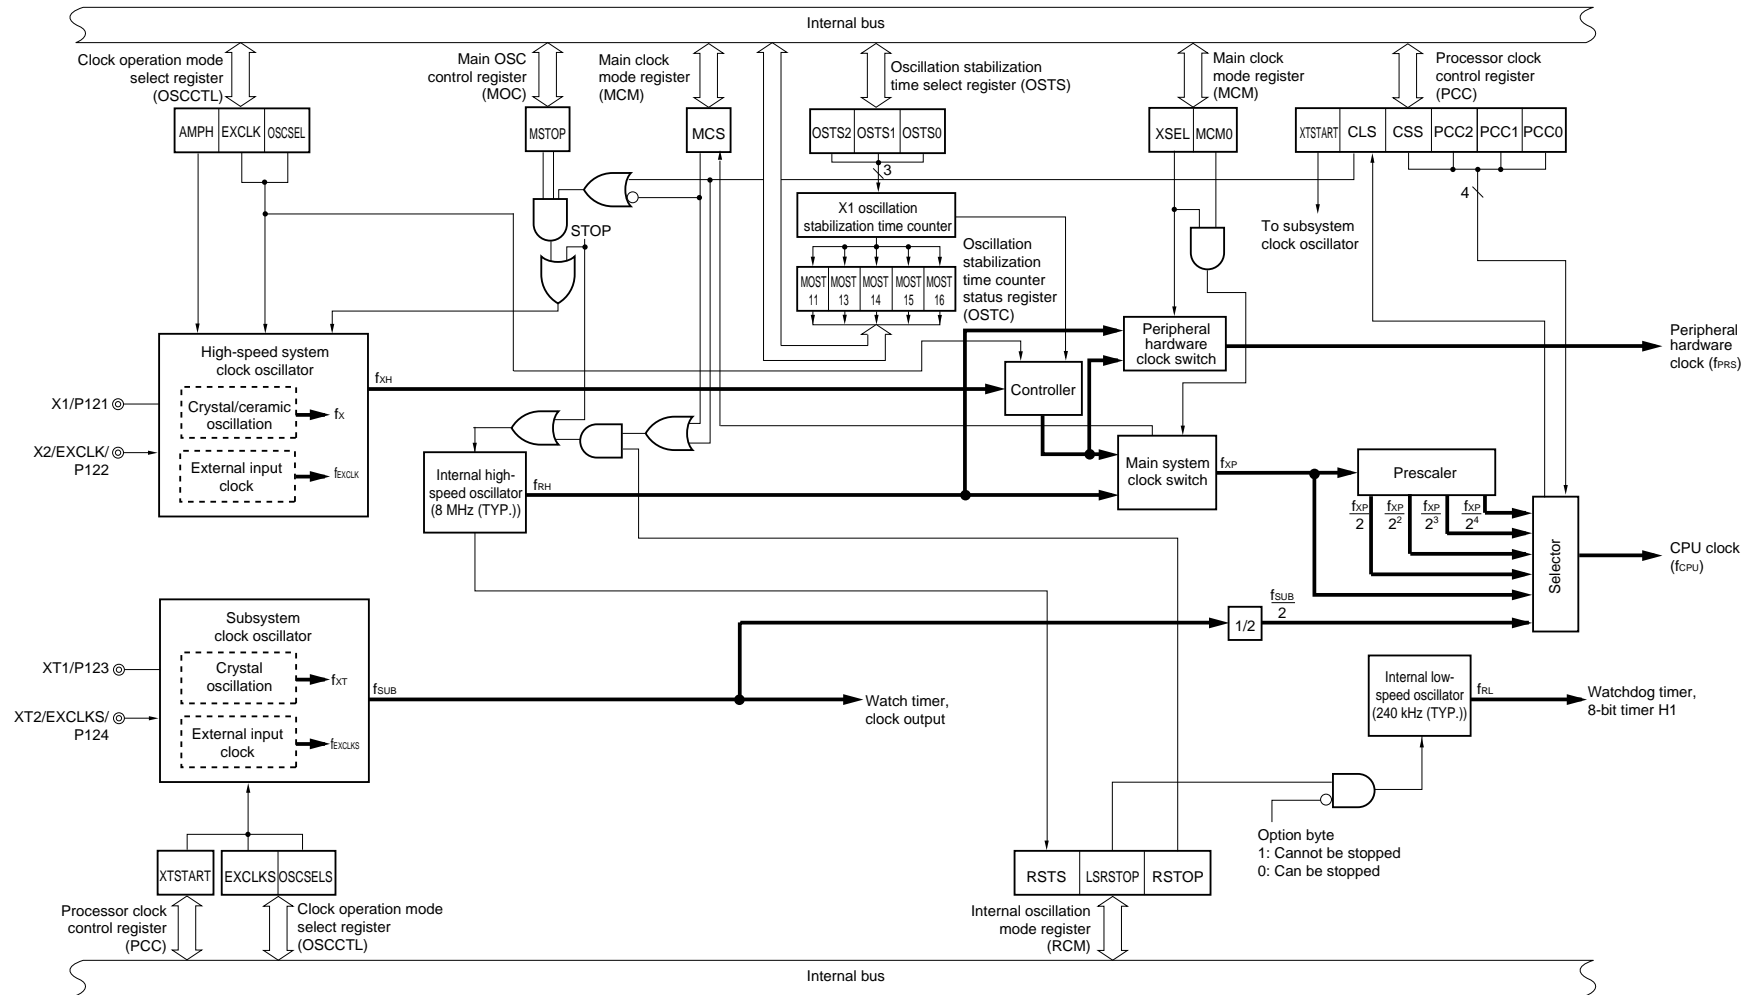 Internal bus
Clock operation mode
select register
(OSCCTL)
Main OSC
control register
(MOC)
Main clock
mode register
(MCM)
Oscillation stabilization
time select register (OSTS)
Main clock
mode register
(MCM)
Processor clock
control register
(PCC)
AMPH EXCLK OSCSEL
MSTOP
MCS
OSTS2 OSTS1 OSTS0
XSEL MCM0
XTSTART CLS CSS PCC2 PCC1 PCC0
3
4
X1 oscillation
stabilization time counter
To subsystem
clock oscillator
STOP
Oscillation
stabilization
time counter
status register
(OSTC)
MOST MOST MOST MOST MOST
11 13 14 15 16
High-speed system
clock oscillator
Crystal/ceramic
oscillation
fX
External input
clock
fEXCLK
X1/P121
X2/EXCLK/
P122
fXH
Controller
Peripheral
hardware
clock switch
Peripheral
hardware
clock (fPRS)
Internal high-
speed oscillator
(8 MHz (TYP.))
fRH
Main system
clock switch
fXP
Prescaler
fXP fXP fXP fXP
2 2² 2³ 2⁴
Selector
CPU clock
(fCPU)
fSUB
2
1/2
Subsystem
clock oscillator
Crystal
oscillation
fXT
External input
clock
fEXCLKS
XT1/P123
XT2/EXCLKS/
P124
fSUB
Watch timer,
clock output
Internal low-
speed oscillator
(240 kHz (TYP.))
fRL
Watchdog timer,
8-bit timer H1
Option byte
1: Cannot be stopped
0: Can be stopped
XTSTART EXCLKS OSCSELS
RSTS LSRSTOP RSTOP
Processor clock
control register
(PCC)
Clock operation mode
select register
(OSCCTL)
Internal oscillation
mode register
(RCM)
Internal bus